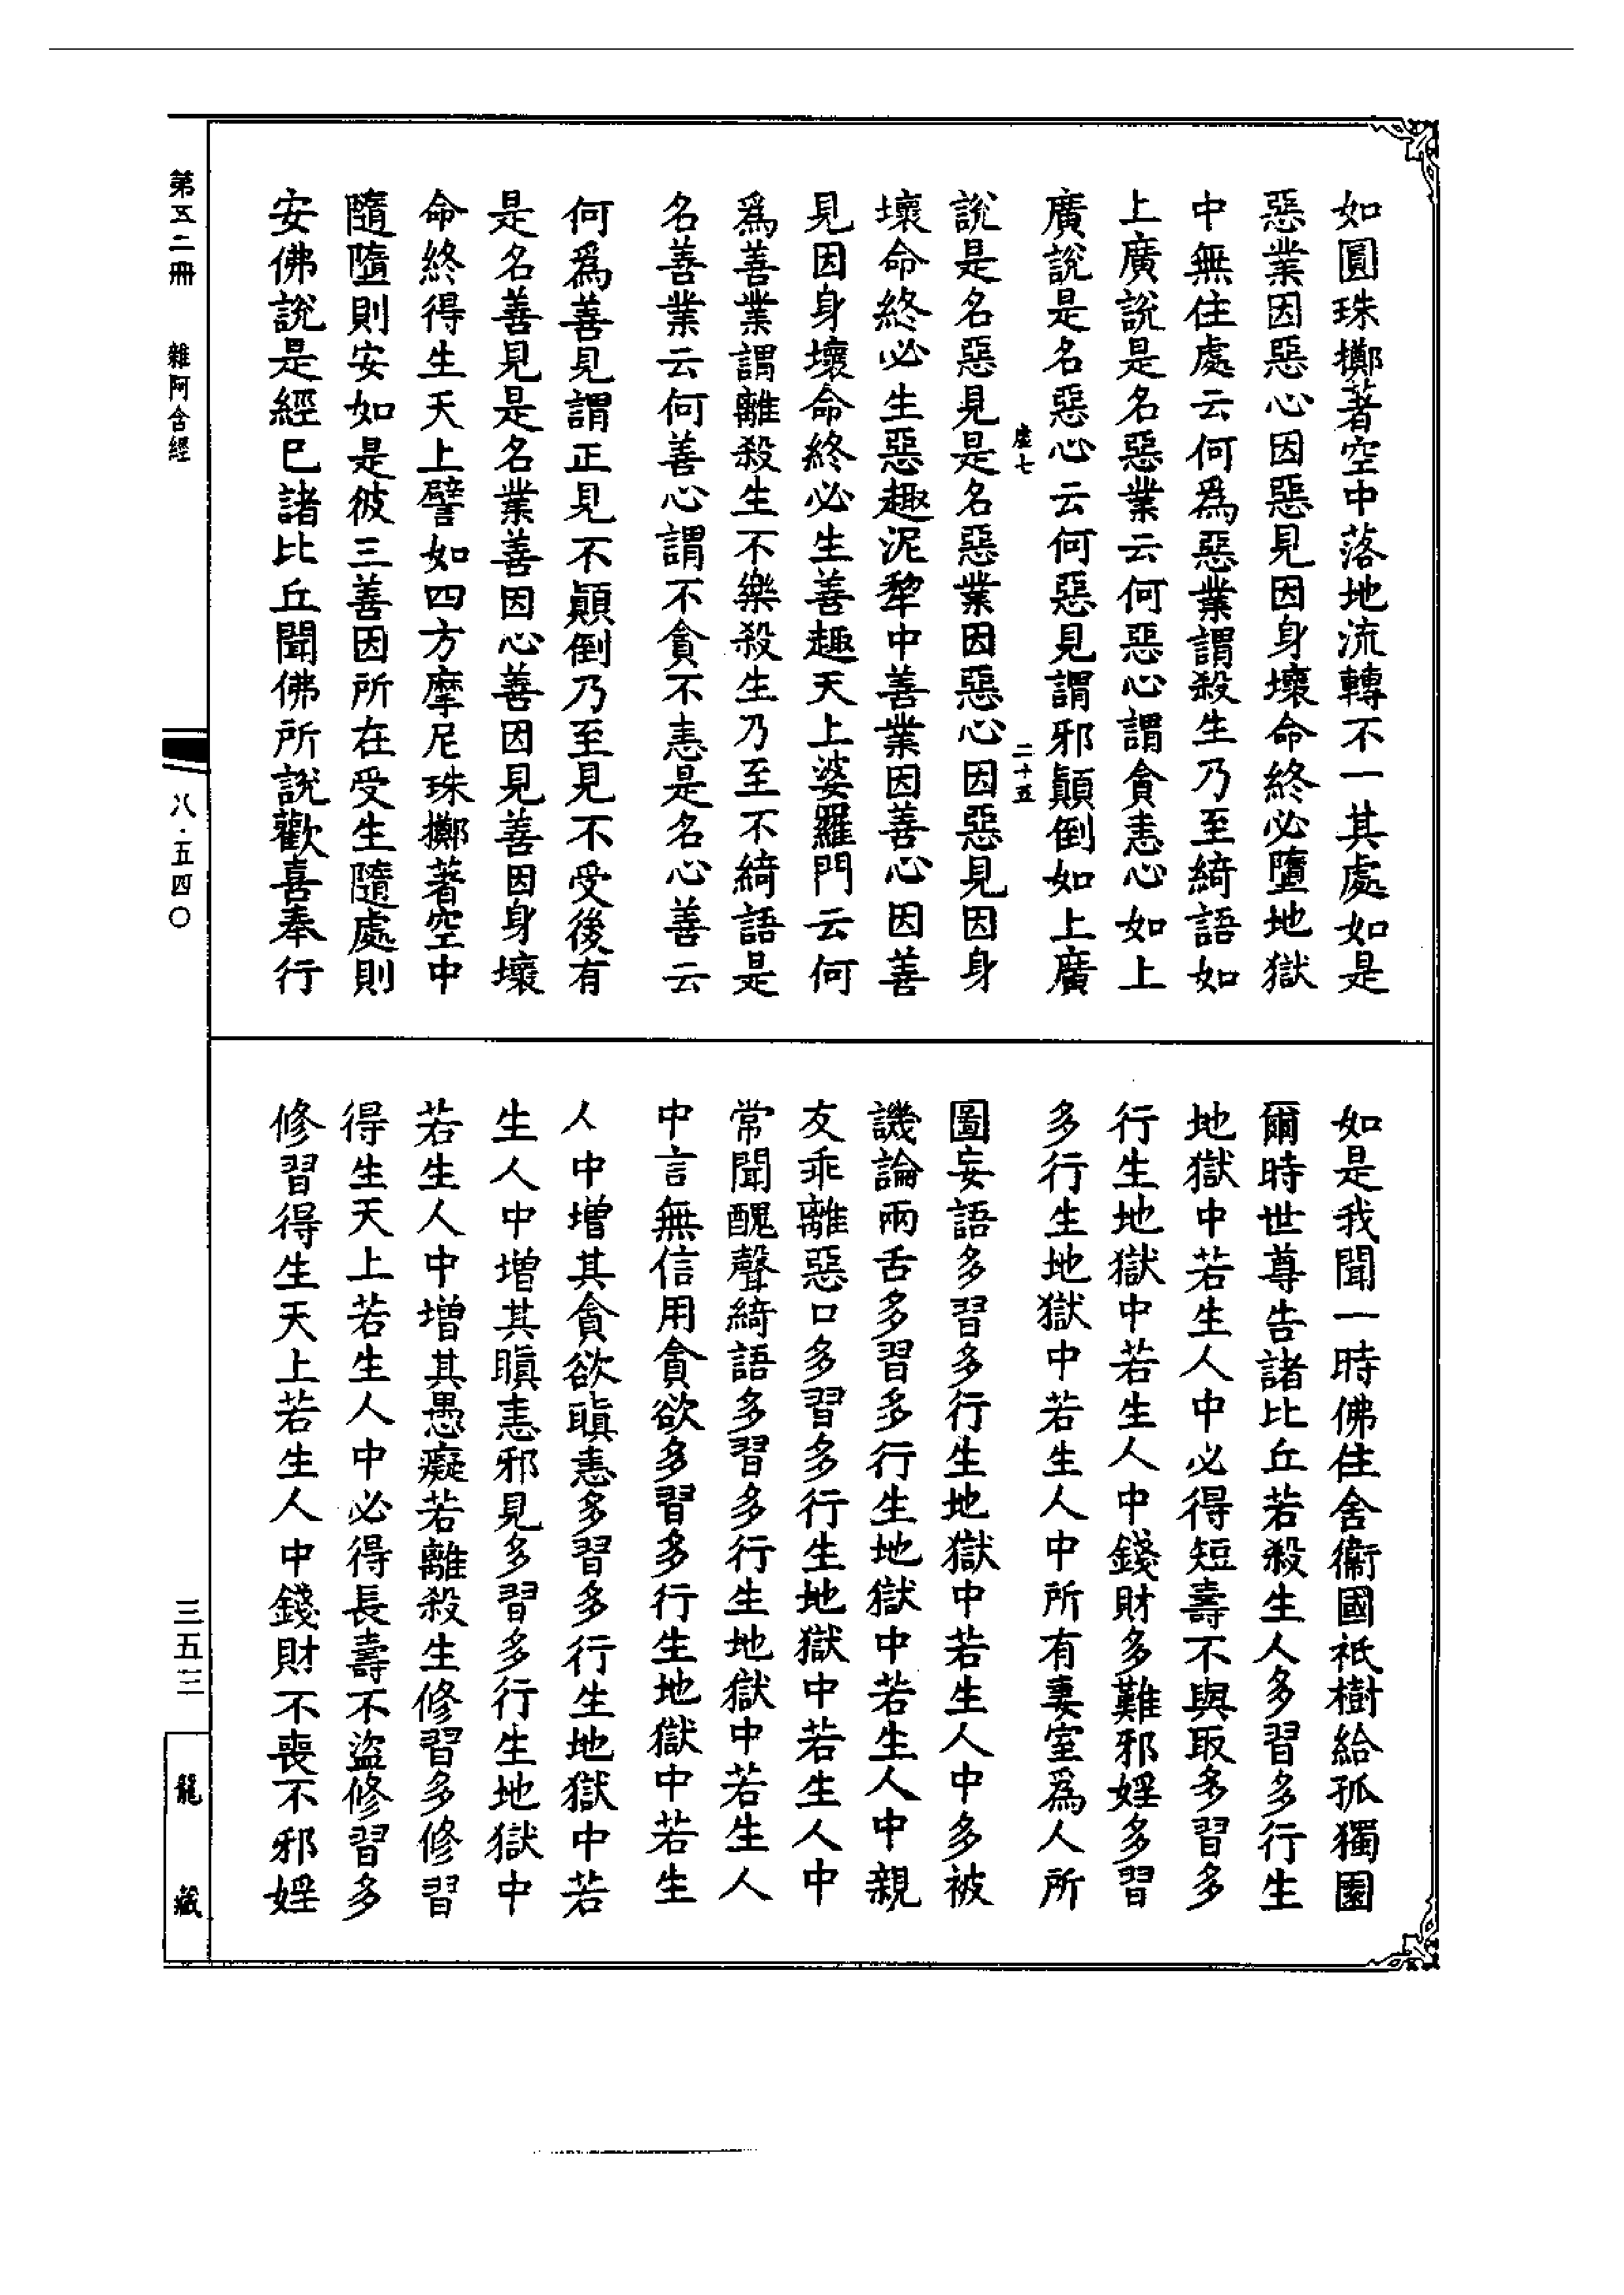 如圓珠擲著空中落地流轉不一其處如是
惡業因惡心因惡見因身壞命終必墮地獄
中無住處云何爲惡業謂殺生乃至綺語如
上廣說是名惡業云何惡心謂貪恚心如上
廣說是名惡心云何惡見謂邪顚倒如上廣
二十五
說是名惡見是名惡業因惡心因惡見因身
壞命終必生惡趣泥犂中善業因善心因善
見因身壞命終必生善趣天上婆羅門云何
爲善業謂離殺生不樂殺生乃至不綺語是
名善業云何善心謂不貪不恚是名心善云
何爲善見謂正見不顚倒乃至見不受後有
是名善見是名業善因心善因見善因身壞
命終得生天上譬如四方摩尼珠擲著空中
隨墮則安如是彼三善因所在受生隨處則
安佛說是經已諸比丘聞佛所說歡喜奉行
如是我聞一時佛住舍衞國祇樹給孤獨園
爾時世尊告諸比丘若殺生人多習多行生
地獄中若生人中必得短壽不與取多習多
行生地獄中若生人中錢財多難邪婬多習
多行生地獄中若生人中所有妻室爲人所
圖妄語多習多行生地獄中若生人中多被
譏論兩舌多習多行生地獄中若生人中親
友乖離惡口多習多行生地獄中若生人中
常聞醜聲綺語多習多行生地獄中若生人
中言無信用貪欲多習多行生地獄中若生
人中增其貪欲瞋恚多習多行生地獄中若
生人中增其瞋恚邪見多習多行生地獄中
若生人中增其愚癡若離殺生修習多修習
得生天上若生人中必得長壽不盜修習多
修習得生天上若生人中錢財不喪不邪婬
第五二冊 雜阿含經
八·五四〇
三五三
龍藏